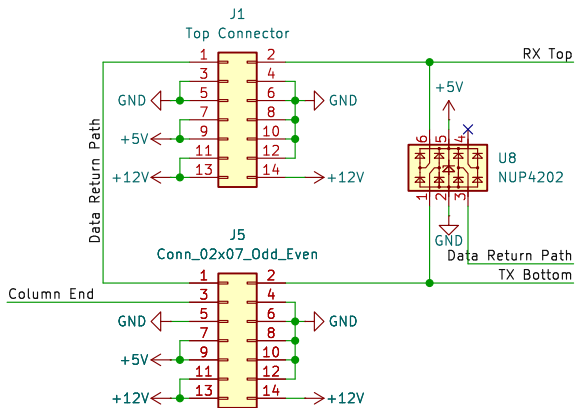 J1
Top Connector
1 2
RX Top
3 4
+5V
GND 5 6 GND
7 8
6 5 4
+5V 9 10
11 12
U8
+12V 13 14 +12V
NUP4202
Data Return Path
1 2 3
J5
GND
Conn_02x07_Odd_Even
Data Return Path
1 2
TX Bottom
Column End
3 4
GND 5 6 GND
7 8
+5V 9 10
11 12
+12V 13 14 +12V